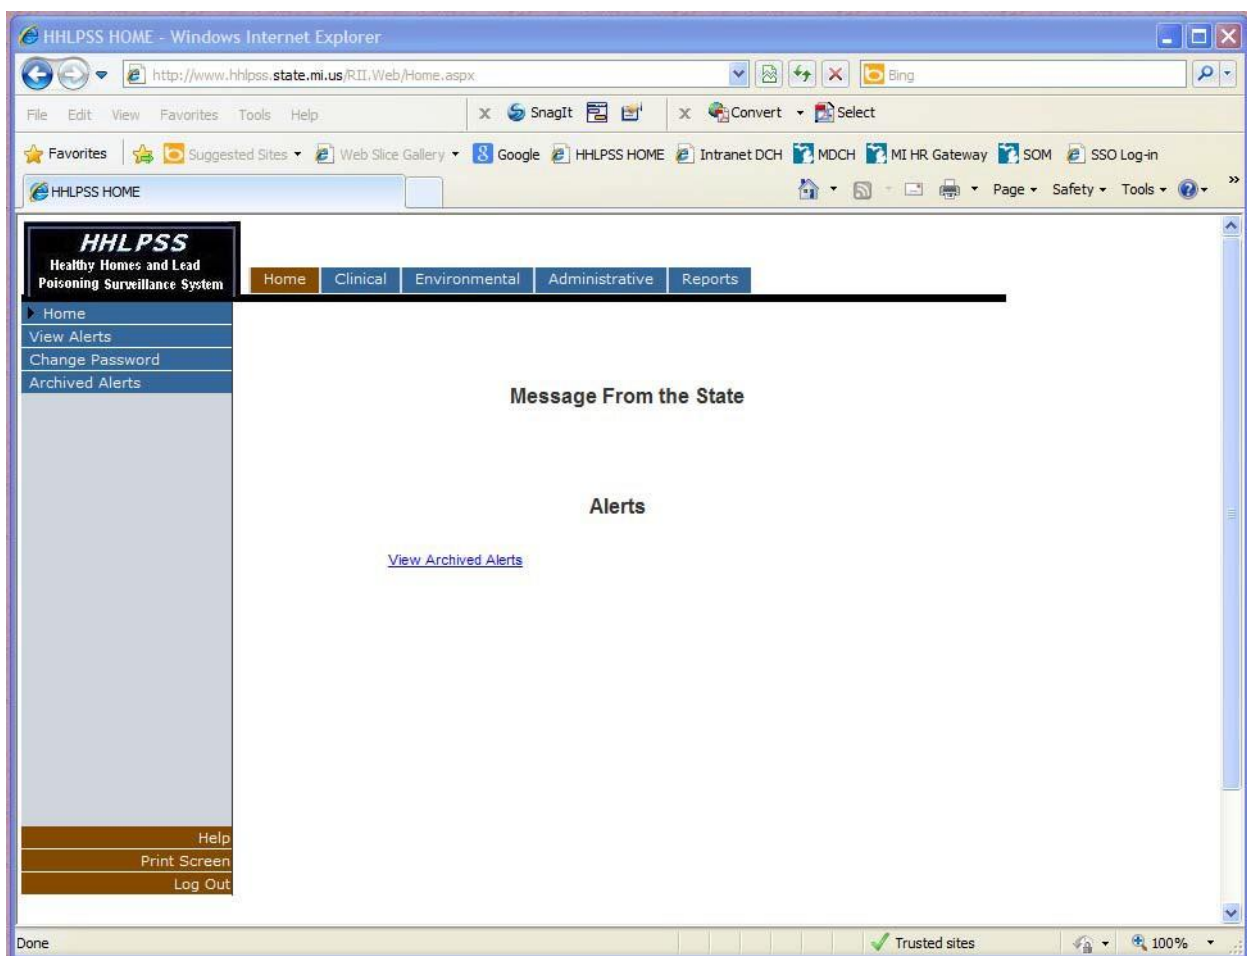 HHLPSS HOME - Windows Internet Explorer
http://www.hhlpss.state.mi.us/RII.Web/Home.aspx
Bing
File Edit View Favorites Tools Help
x SnagIt
x Convert Select
Favorites Suggested Sites Web Slice Gallery Google HHLPSS HOME Intranet DCH MDCH MI HR Gateway SOM SSO Log-in
HHLPSS HOME
Page Safety Tools
HHLPSS
Healthy Homes and Lead
Poisoning Surveillance System
Home Clinical Environmental Administrative Reports
Home
View Alerts
Change Password
Archived Alerts
Message From the State
Alerts
View Archived Alerts
Help
Print Screen
Log Out
Done
Trusted sites
100%